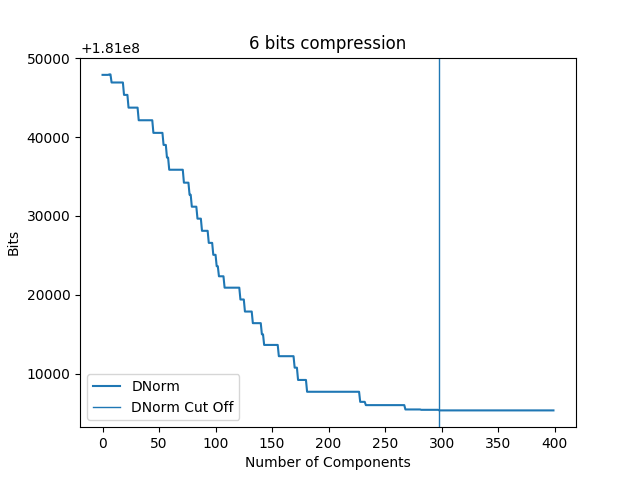 6 bits compression
+1.81e8
50000
40000
30000
20000
10000
Bits
DNorm
DNorm Cut Off
0 50 100 150 200 250 300 350 400
Number of Components